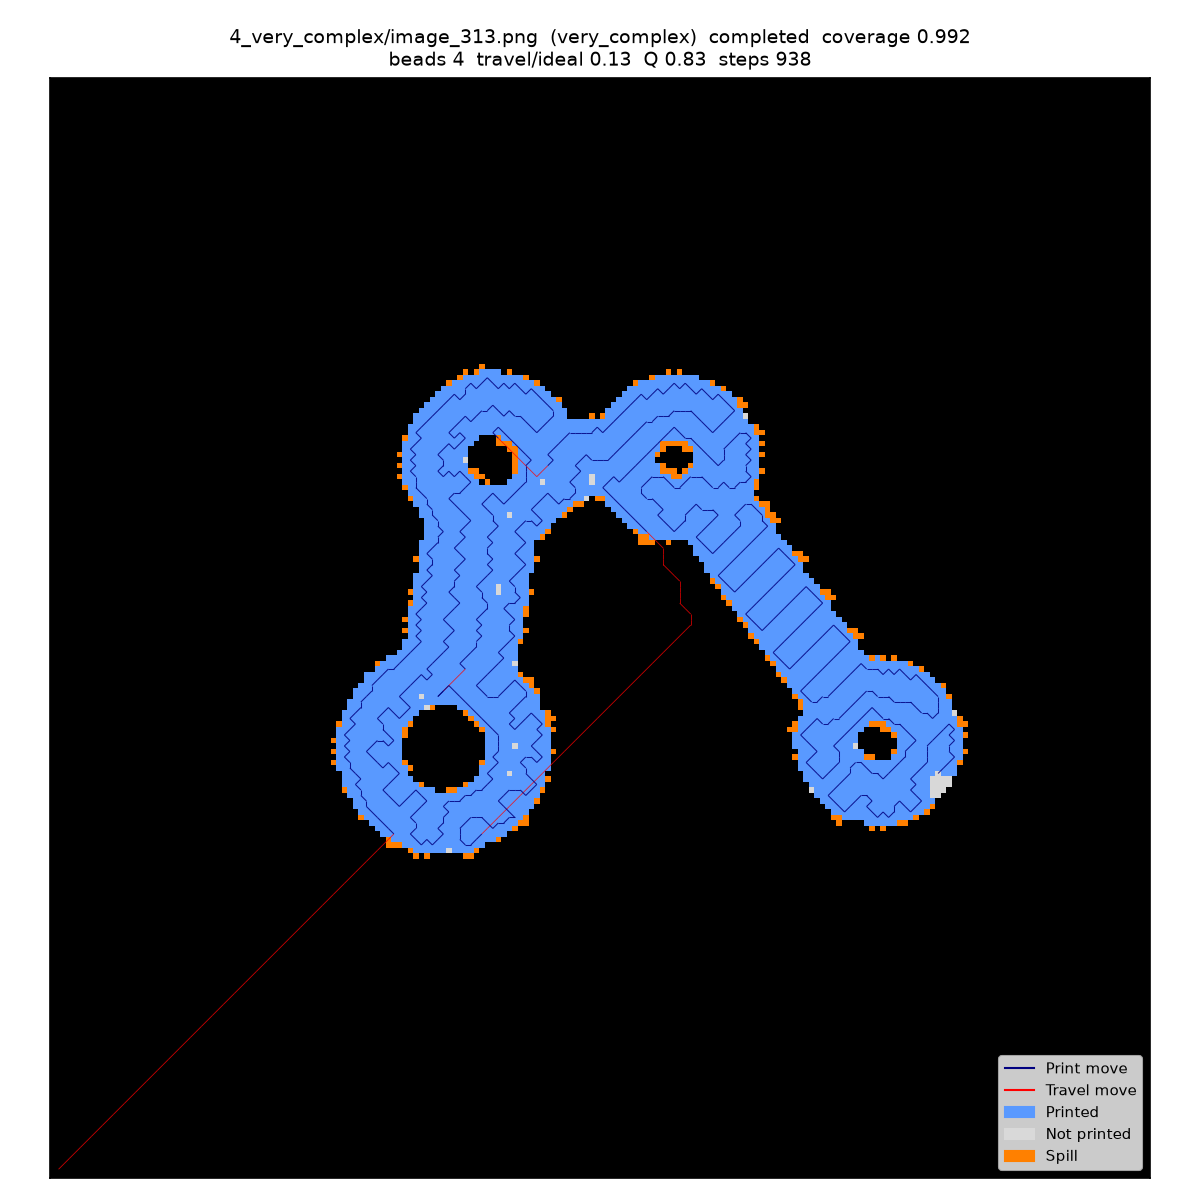 4_very_complex/image_313.png  (very_complex)  completed  coverage 0.992
beads 4  travel/ideal 0.13  Q 0.83  steps 938
Print move
Travel move
Printed
Not printed
Spill